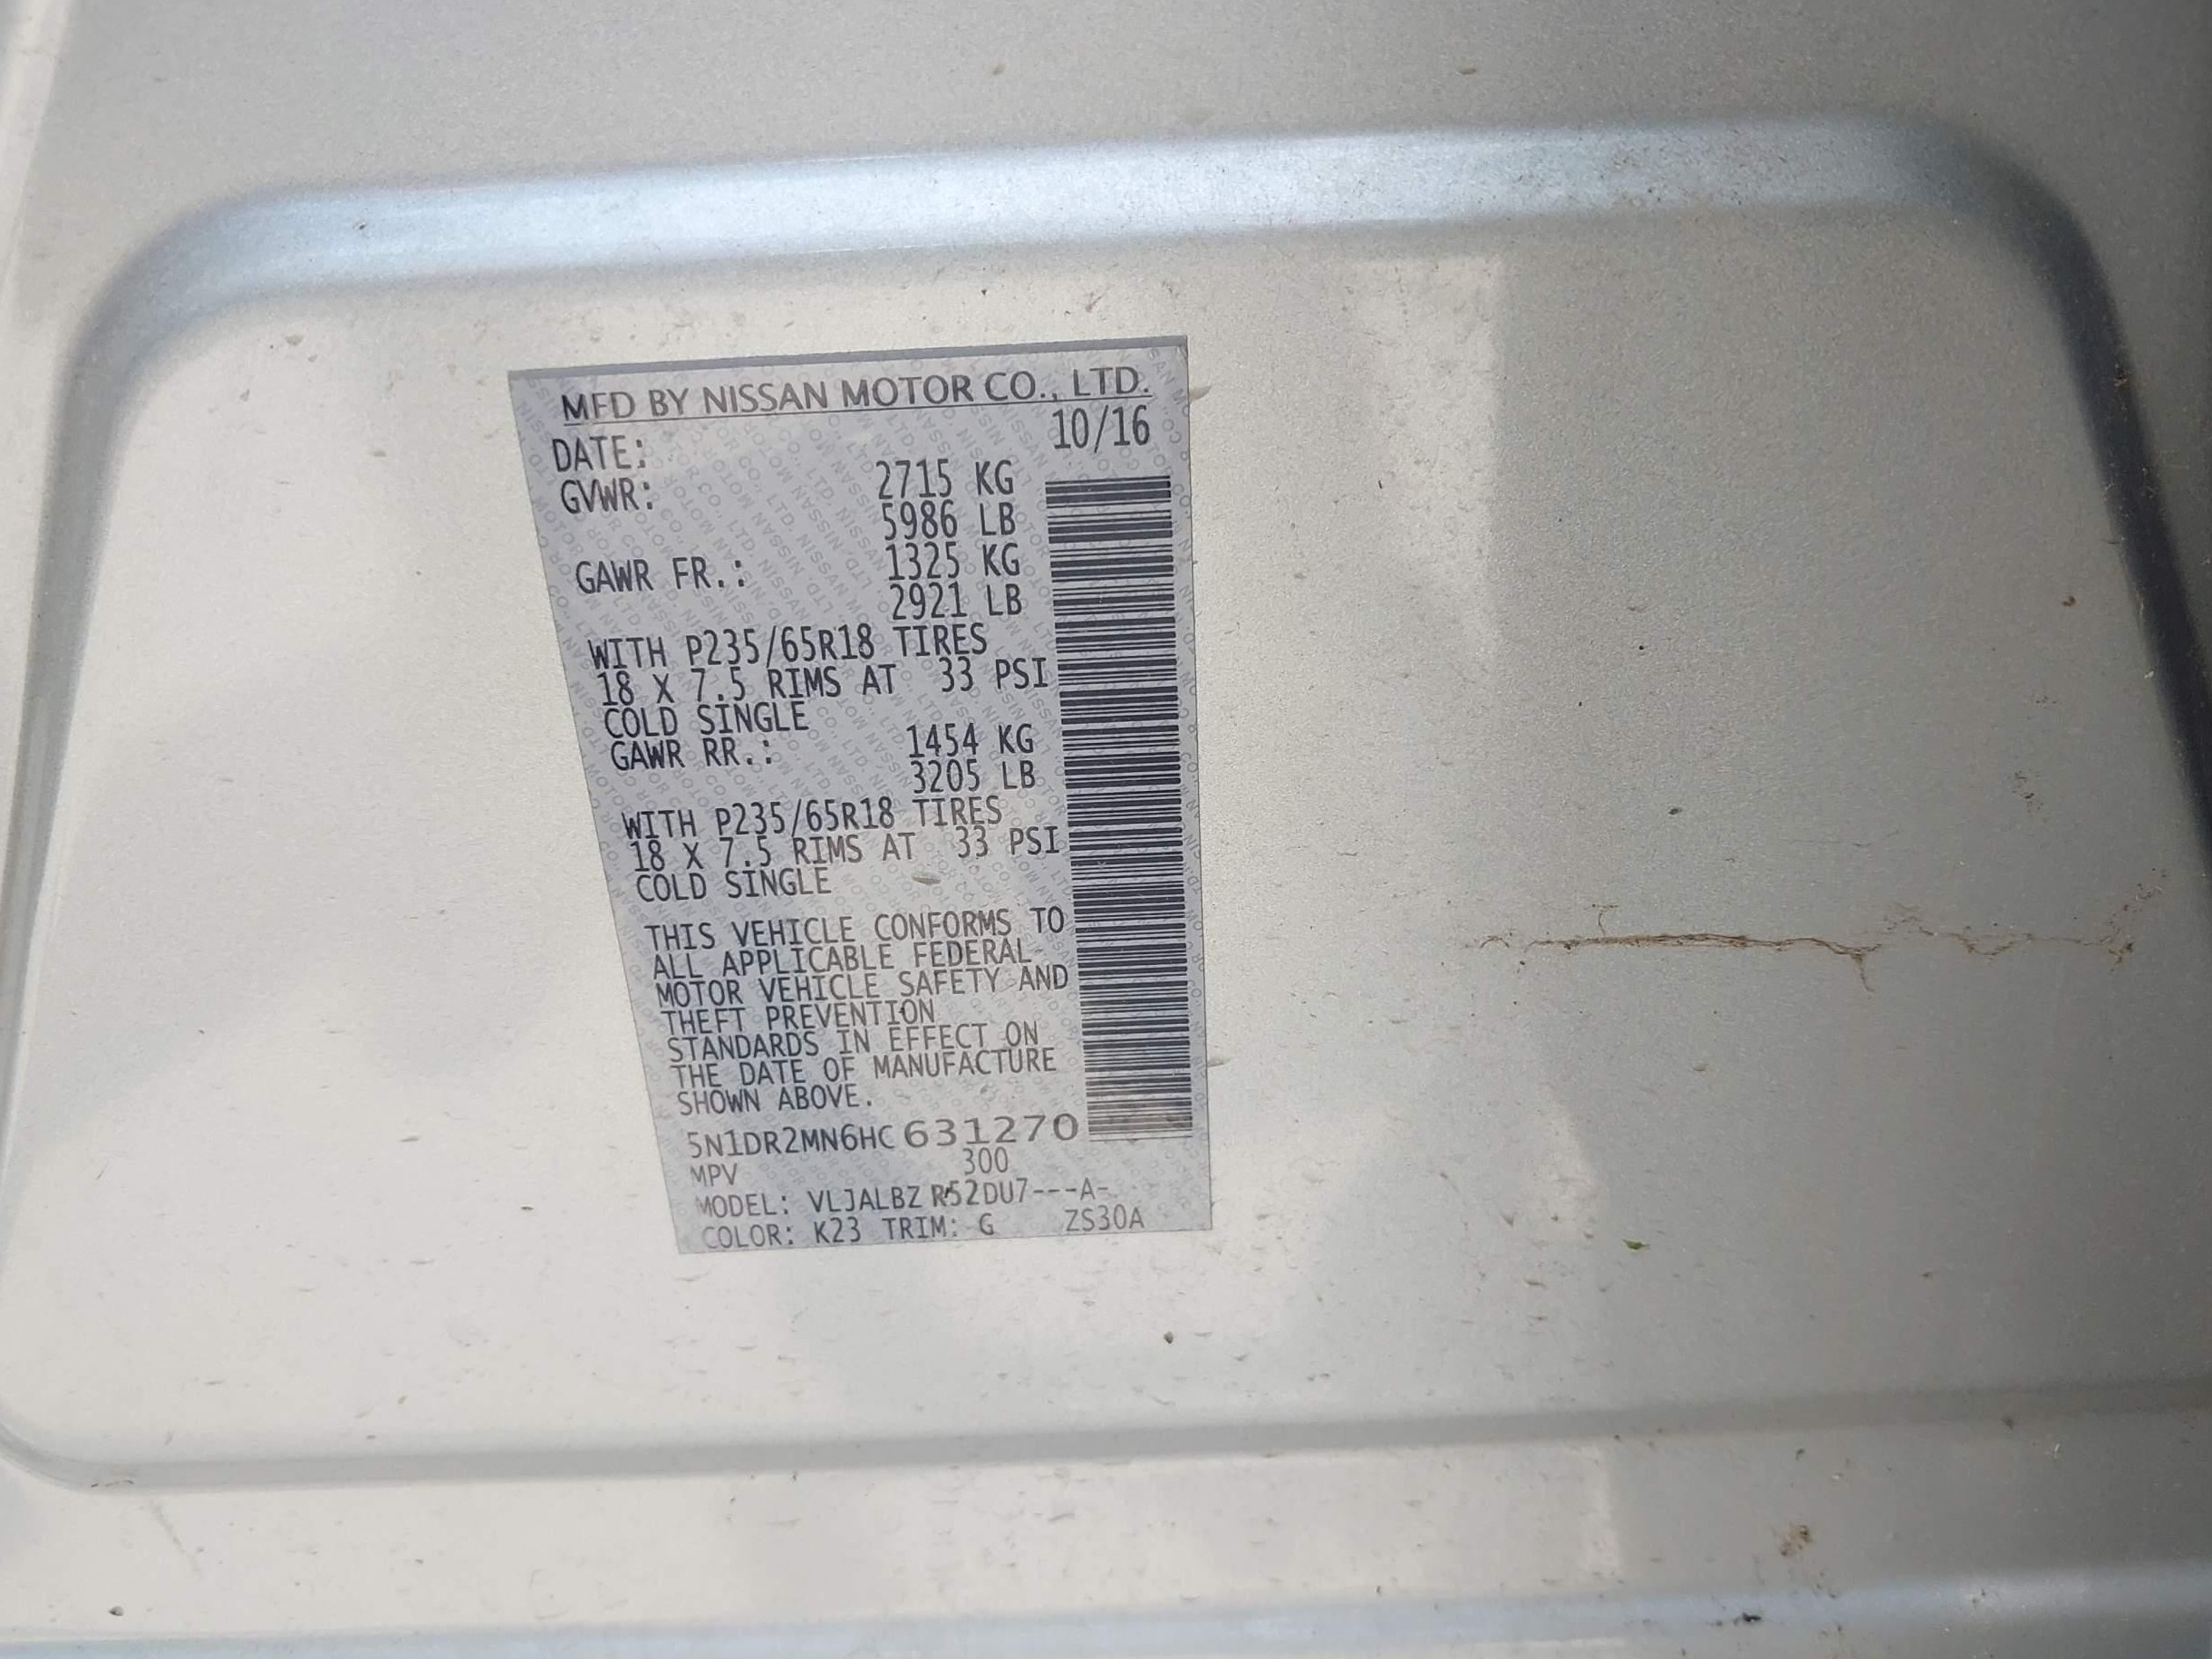 MFD BY NISSAN MOTOR CO., LTD.
DATE: 10/16
GVWR: 2715 KG
5986 LB
GAWR FR.: 1325 KG
2921 LB
WITH P235/65R18 TIRES
18 X 7.5 RIMS AT 33 PSI
COLD SINGLE
GAWR RR.: 1454 KG
3205 LB
WITH P235/65R18 TIRES
18 X 7.5 RIMS AT 33 PSI
COLD SINGLE
THIS VEHICLE CONFORMS TO
ALL APPLICABLE FEDERAL
MOTOR VEHICLE SAFETY AND
THEFT PREVENTION
STANDARDS IN EFFECT ON
THE DATE OF MANUFACTURE
SHOWN ABOVE.
5N1DR2MN6HC 631270
MPV 300
MODEL: VLJALBZ R52DU7---A-
COLOR: K23 TRIM: G ZS30A